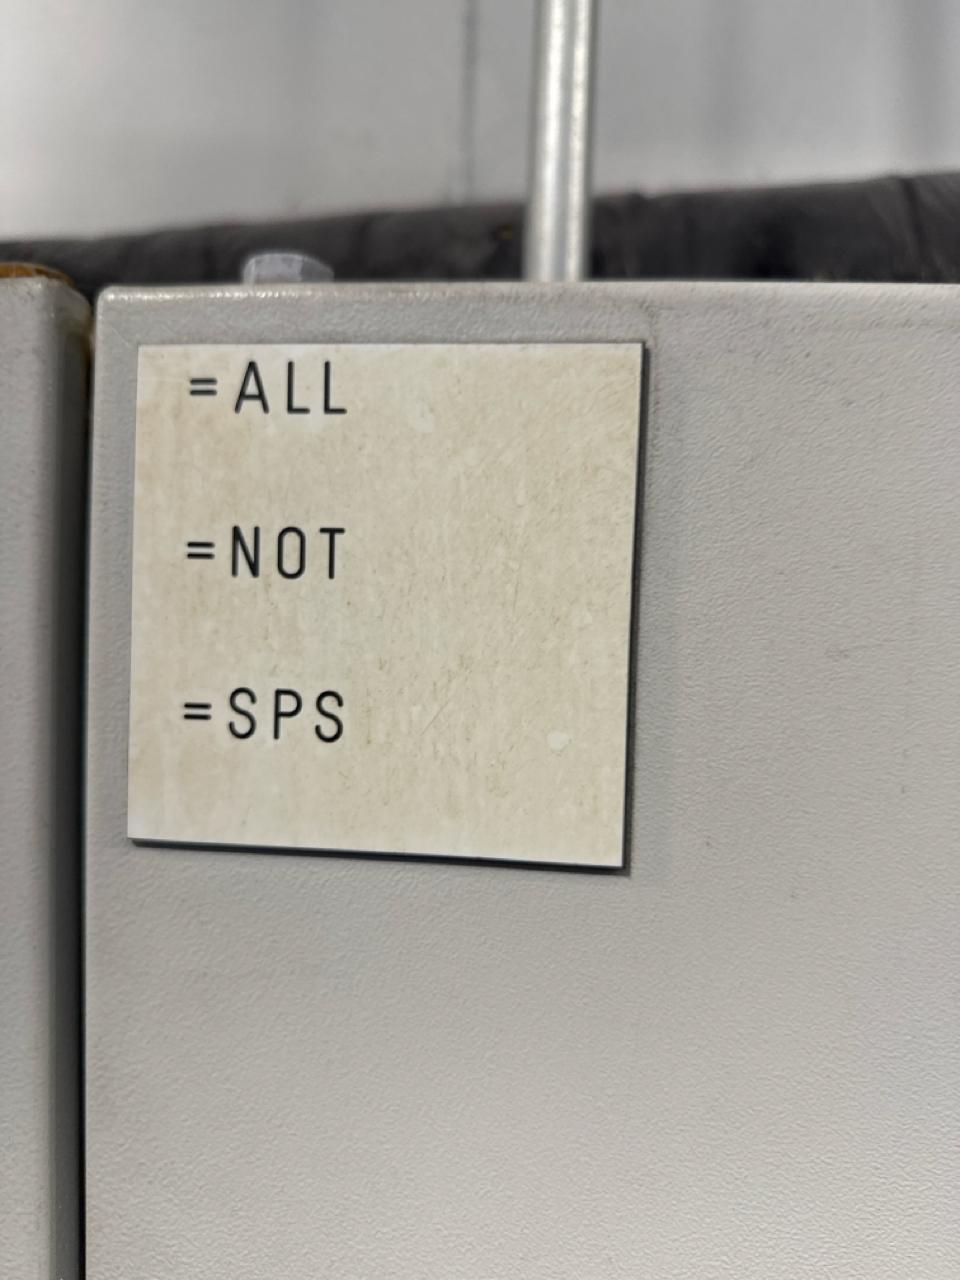 =ALL
=NOT
=SPS